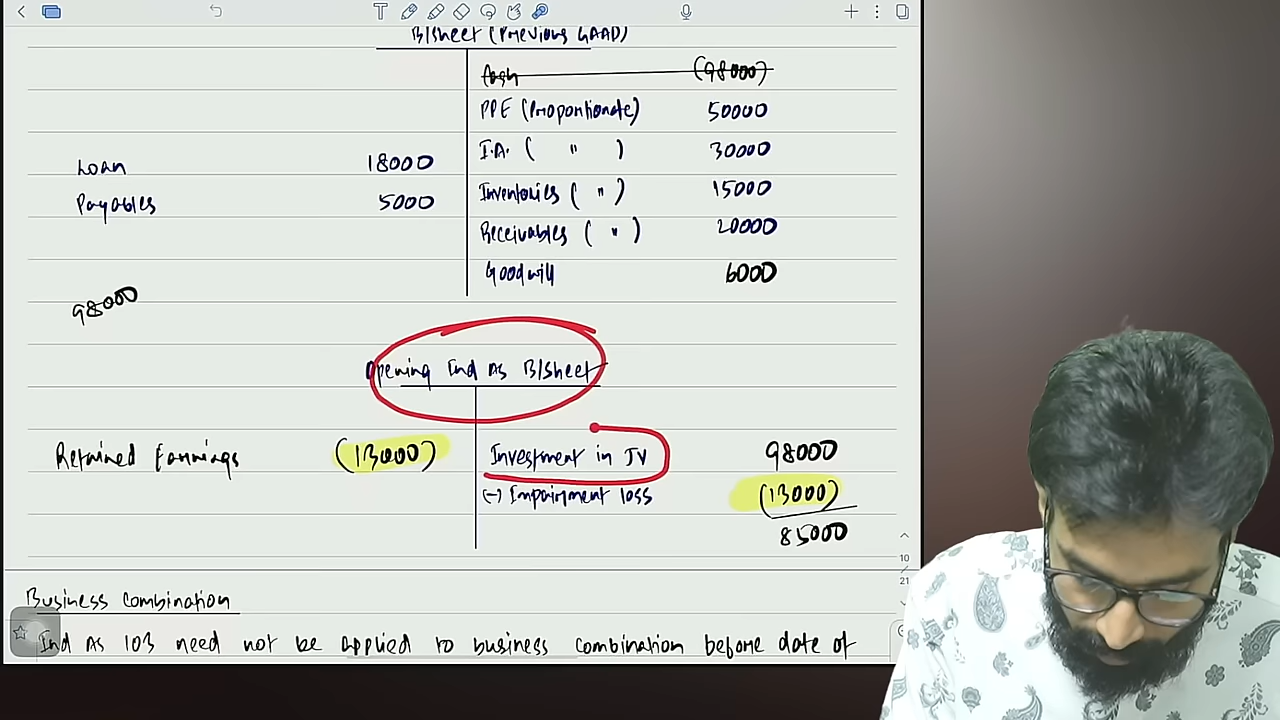 B/Sheet (Previous GAAP)
Cash (98000)
PPE (Proportionate) 50000
Loan 18000 I.A. ( " ) 30000
Payables 5000 Inventories ( " ) 15000
Receivables ( " ) 20000
Goodwill 6000
98000
Opening Ind AS B/Sheet
Retained Earnings (13000) Investment in JV 98000
(-) Impairment loss (13000)
85000
10
21
Business Combination
Ind AS 103 need not be applied to business combination before date of